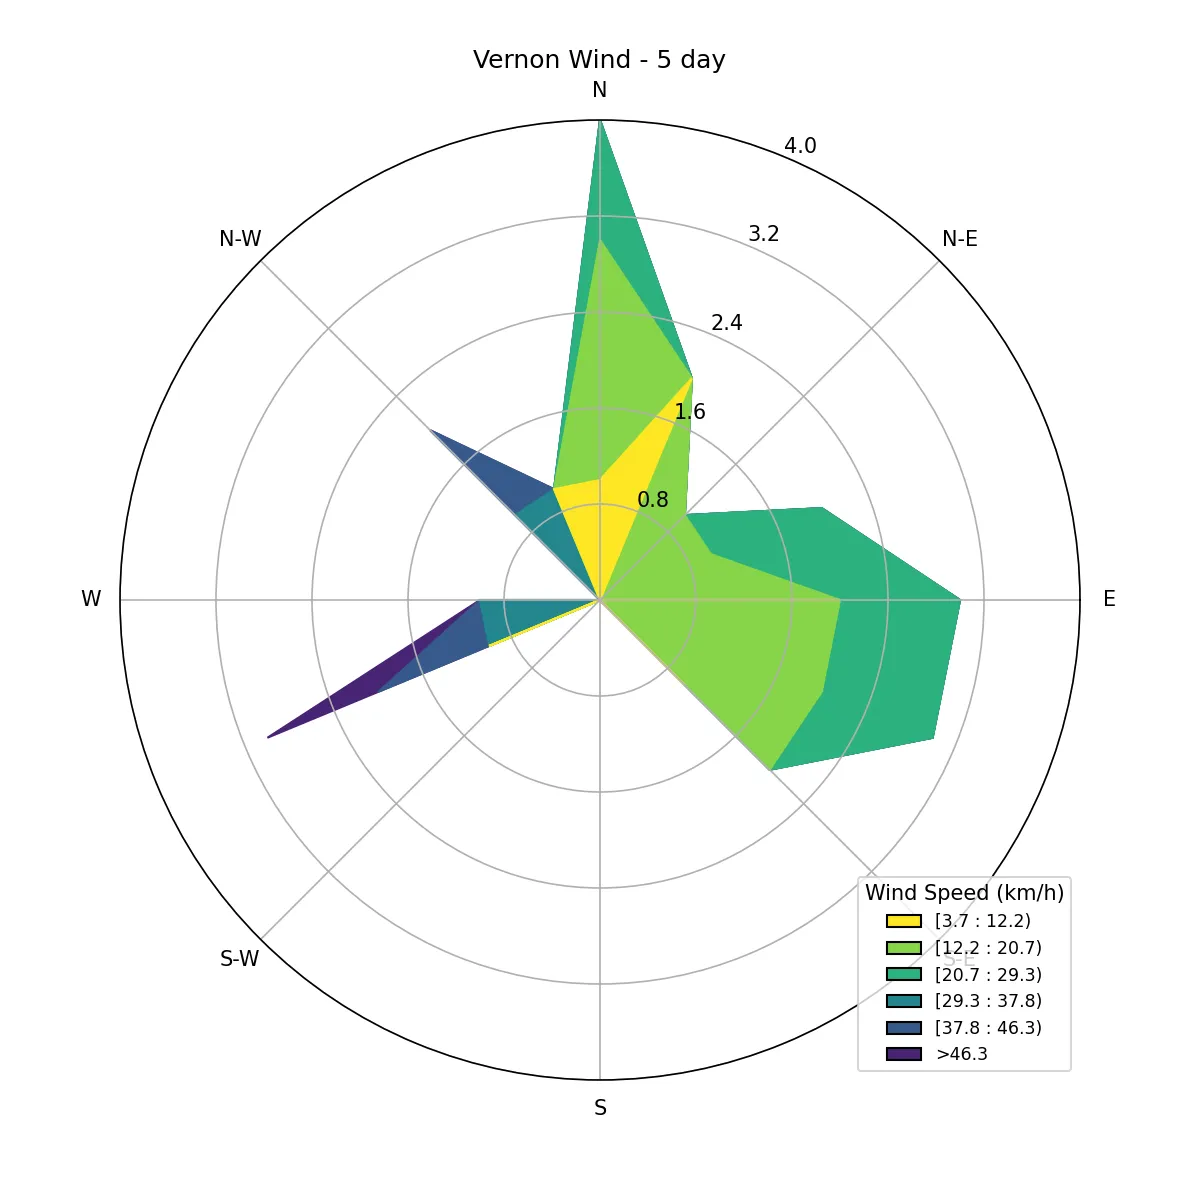 Vernon Wind - 5 day
N
4.0
N-W
3.2
N-E
2.4
1.6
0.8
W
E
S-W
S-E
S
Wind Speed (km/h)
[3.7 : 12.2)
[12.2 : 20.7)
[20.7 : 29.3)
[29.3 : 37.8)
[37.8 : 46.3)
>46.3